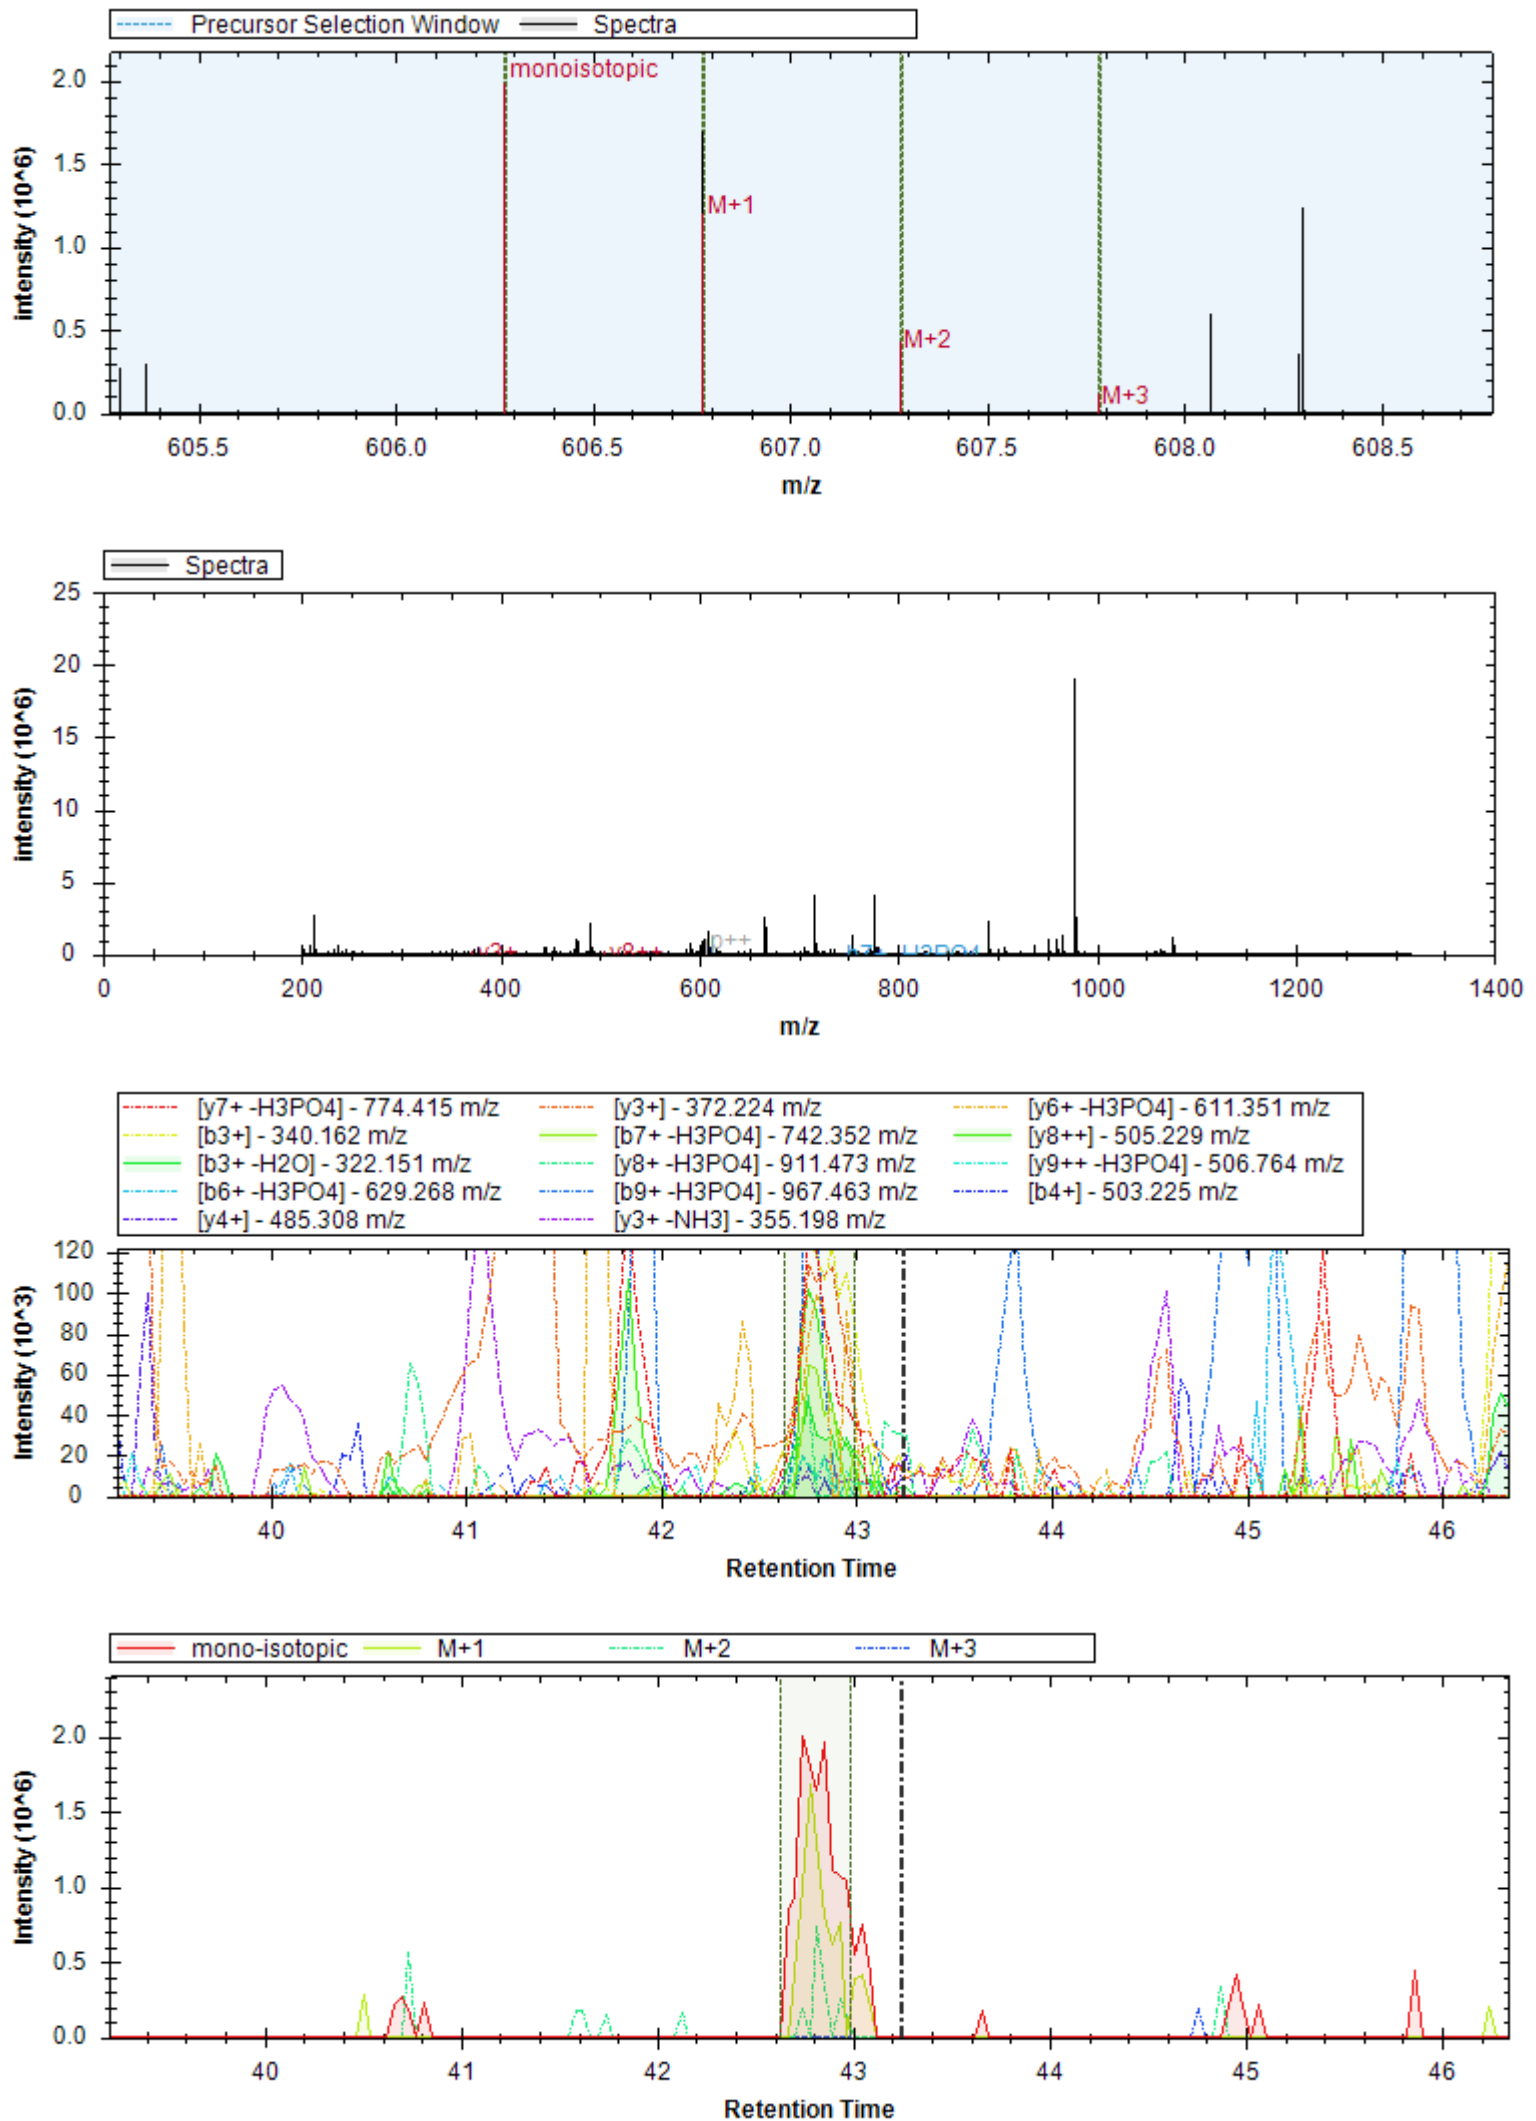 Precursor Selection Window Spectra
monoisotopic
M+1
M+2
M+3
intensity (10^6)
2.0
1.5
1.0
0.5
0.0
605.5 606.0 606.5 607.0 607.5 608.0 608.5
m/z
Spectra
intensity (10^6)
25
20
15
10
5
0
y3+ y8++ p++
0 200 400 600 800 1000 1200 1400
m/z
[y7+ -H3PO4] - 774.415 m/z [y3+] - 372.224 m/z [y6+ -H3PO4] - 611.351 m/z
[b3+] - 340.162 m/z [b7+ -H3PO4] - 742.352 m/z [y8++] - 505.229 m/z
[b3+ -H2O] - 322.151 m/z [y8+ -H3PO4] - 911.473 m/z [y9++ -H3PO4] - 506.764 m/z
[b6+ -H3PO4] - 629.268 m/z [b9+ -H3PO4] - 967.463 m/z [b4+] - 503.225 m/z
[y4+] - 485.308 m/z [y3+ -NH3] - 355.198 m/z
Intensity (10^3)
120
100
80
60
40
20
0
40 41 42 43 44 45 46
Retention Time
mono-isotopic M+1 M+2 M+3
Intensity (10^6)
2.0
1.5
1.0
0.5
0.0
40 41 42 43 44 45 46
Retention Time